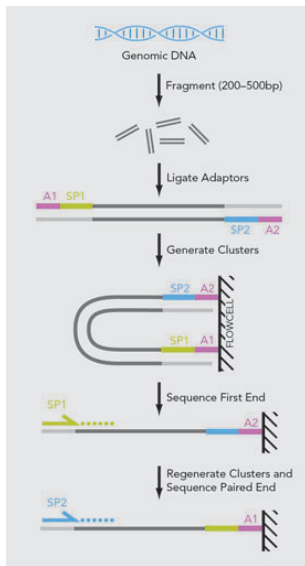 Genomic DNA
Fragment (200–500bp)
Ligate Adaptors
A1 SP1
SP2 A2
Generate Clusters
SP2 A2
FLOWCELL
SP1 A1
Sequence First End
SP1
A2
Regenerate Clusters and
Sequence Paired End
SP2
A1